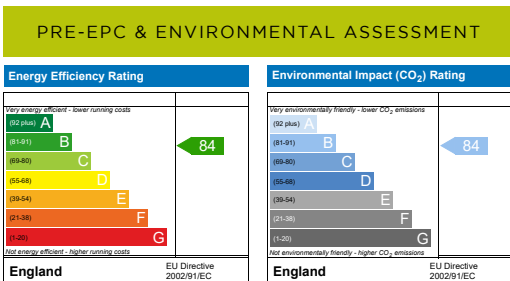 PRE-EPC & ENVIRONMENTAL ASSESSMENT
Energy Efficiency Rating
Very energy efficient - lower running costs
(92 plus) A
(81-91) B
84
(69-80) C
(55-68) D
(39-54) E
(21-38) F
(1-20) G
Not energy efficient - higher running costs
England
EU Directive
2002/91/EC
Environmental Impact (CO₂) Rating
Very environmentally friendly - lower CO₂ emissions
(92 plus) A
(81-91) B
84
(69-80) C
(55-68) D
(39-54) E
(21-38) F
(1-20) G
Not environmentally friendly - higher CO₂ emissions
England
EU Directive
2002/91/EC